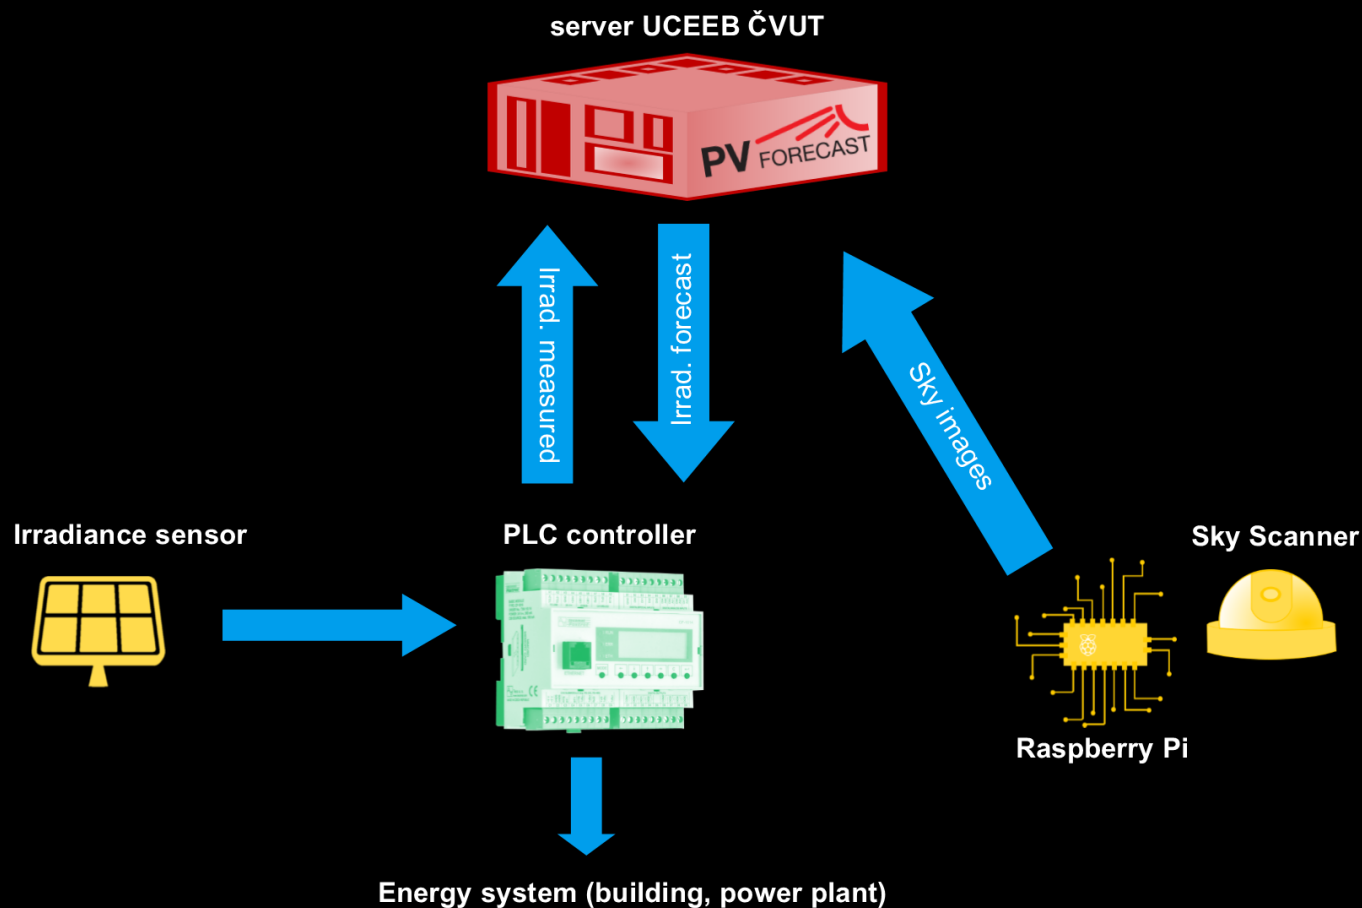 server UCEEB ČVUT
PV FORECAST
Irrad. measured
Irrad. forecast
Sky images
Irradiance sensor
PLC controller
Sky Scanner
Raspberry Pi
Energy system (building, power plant)